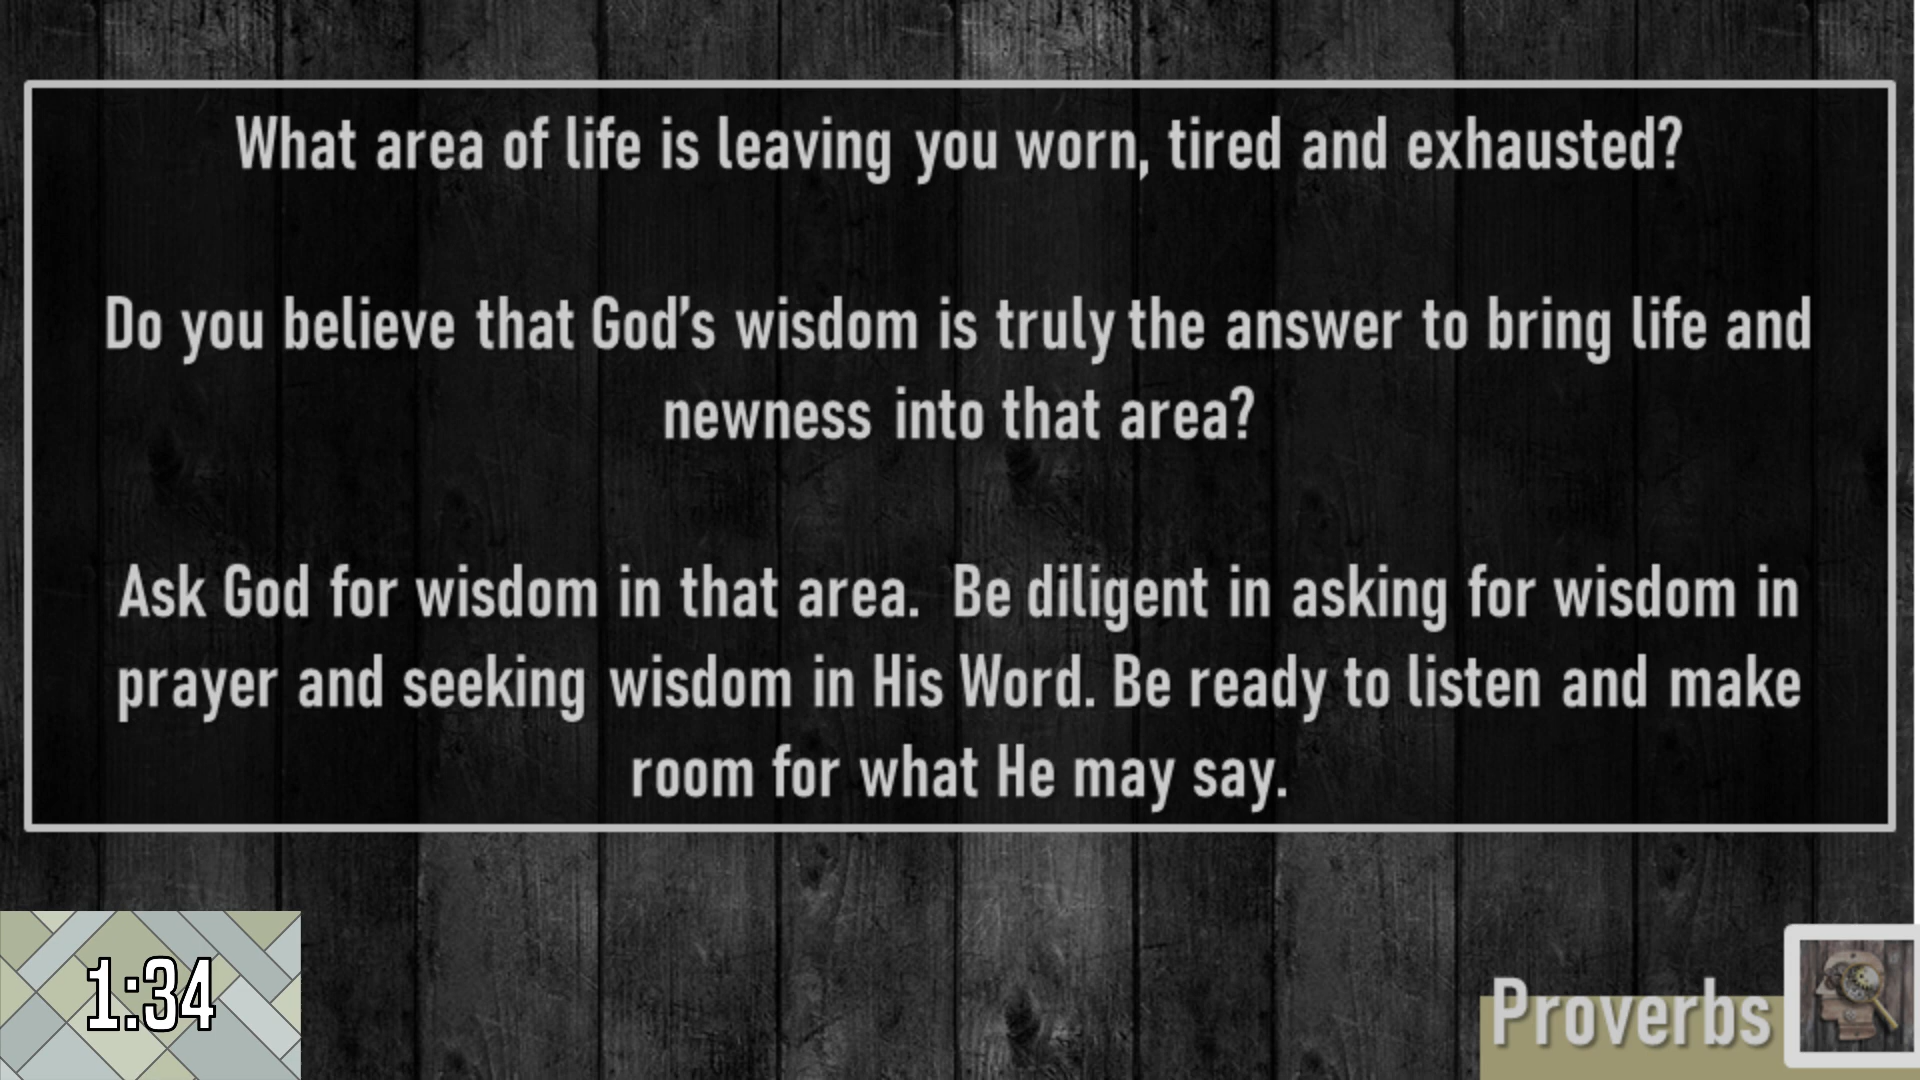 What area of life is leaving you worn, tired and exhausted?
Do you believe that God’s wisdom is truly the answer to bring life and
newness into that area?
Ask God for wisdom in that area.  Be diligent in asking for wisdom in
prayer and seeking wisdom in His Word. Be ready to listen and make
room for what He may say.
1:34
Proverbs